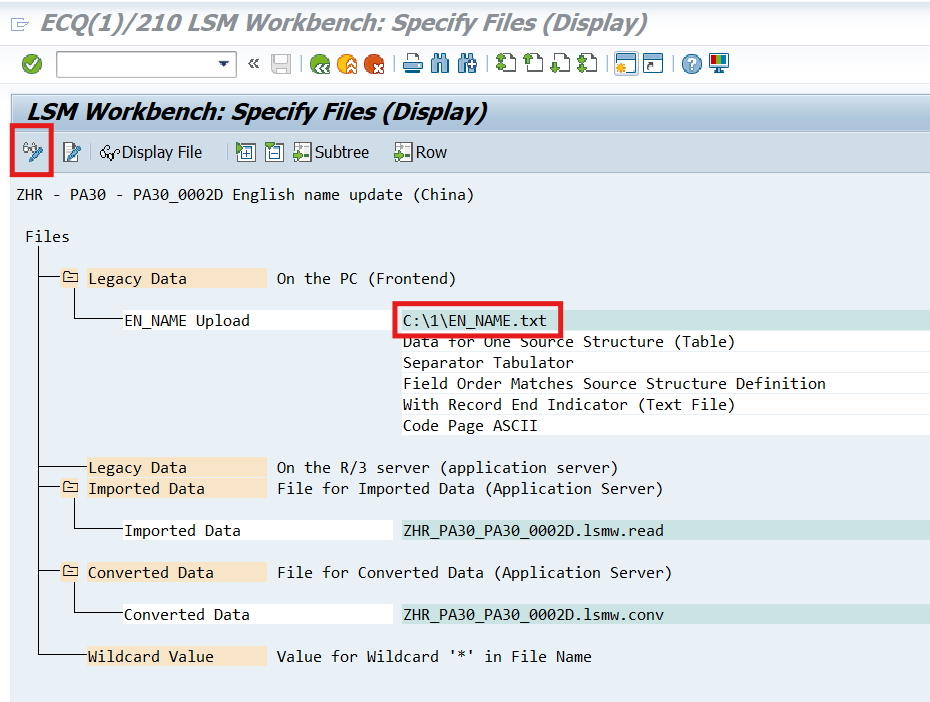 ECQ(1)/210 LSM Workbench: Specify Files (Display)
LSM Workbench: Specify Files (Display)
Display File Subtree Row
ZHR - PA30 - PA30_0002D English name update (China)
Files
Legacy Data On the PC (Frontend)
EN_NAME Upload C:\1\EN_NAME.txt
Data for One Source Structure (Table)
Separator Tabulator
Field Order Matches Source Structure Definition
With Record End Indicator (Text File)
Code Page ASCII
Legacy Data On the R/3 server (application server)
Imported Data File for Imported Data (Application Server)
Imported Data ZHR_PA30_PA30_0002D.lsmw.read
Converted Data File for Converted Data (Application Server)
Converted Data ZHR_PA30_PA30_0002D.lsmw.conv
Wildcard Value Value for Wildcard '*' in File Name